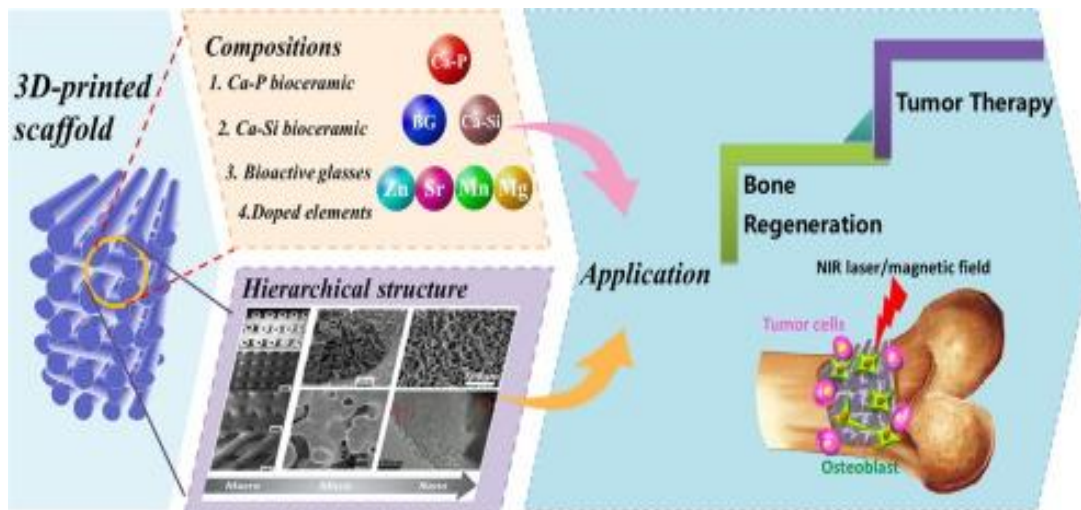 3D-printed
scaffold
Compositions
1. Ca-P bioceramic
2. Ca-Si bioceramic
3. Bioactive glasses
4.Doped elements
Ca-P
BG
Ca-Si
Zn
Sr
Mn
Mg
Hierarchical structure
Macro
Micro
Nano
Application
Bone
Regeneration
Tumor Therapy
NIR laser/magnetic field
Tumor cells
Osteoblast